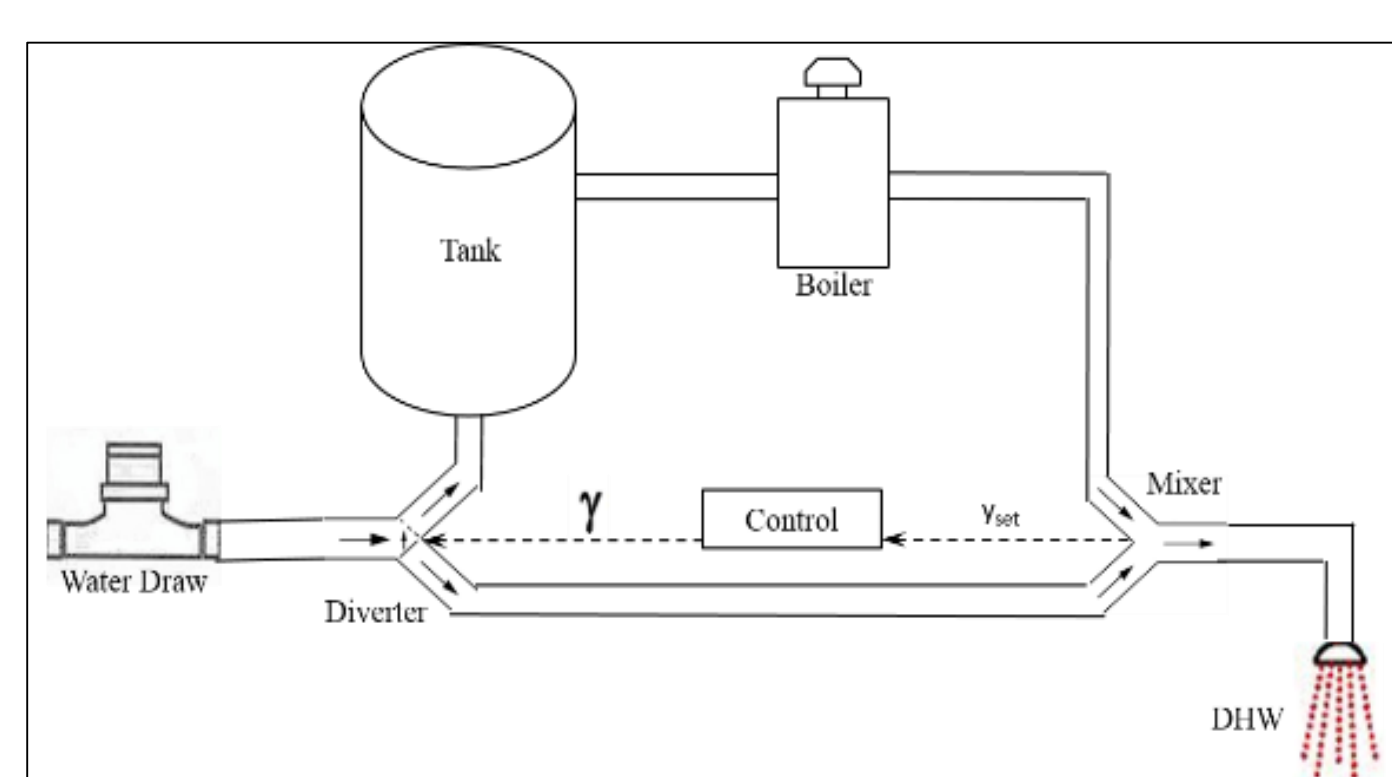 Tank
Boiler
Mixer
γ
Control
γset
Water Draw
Diverter
DHW